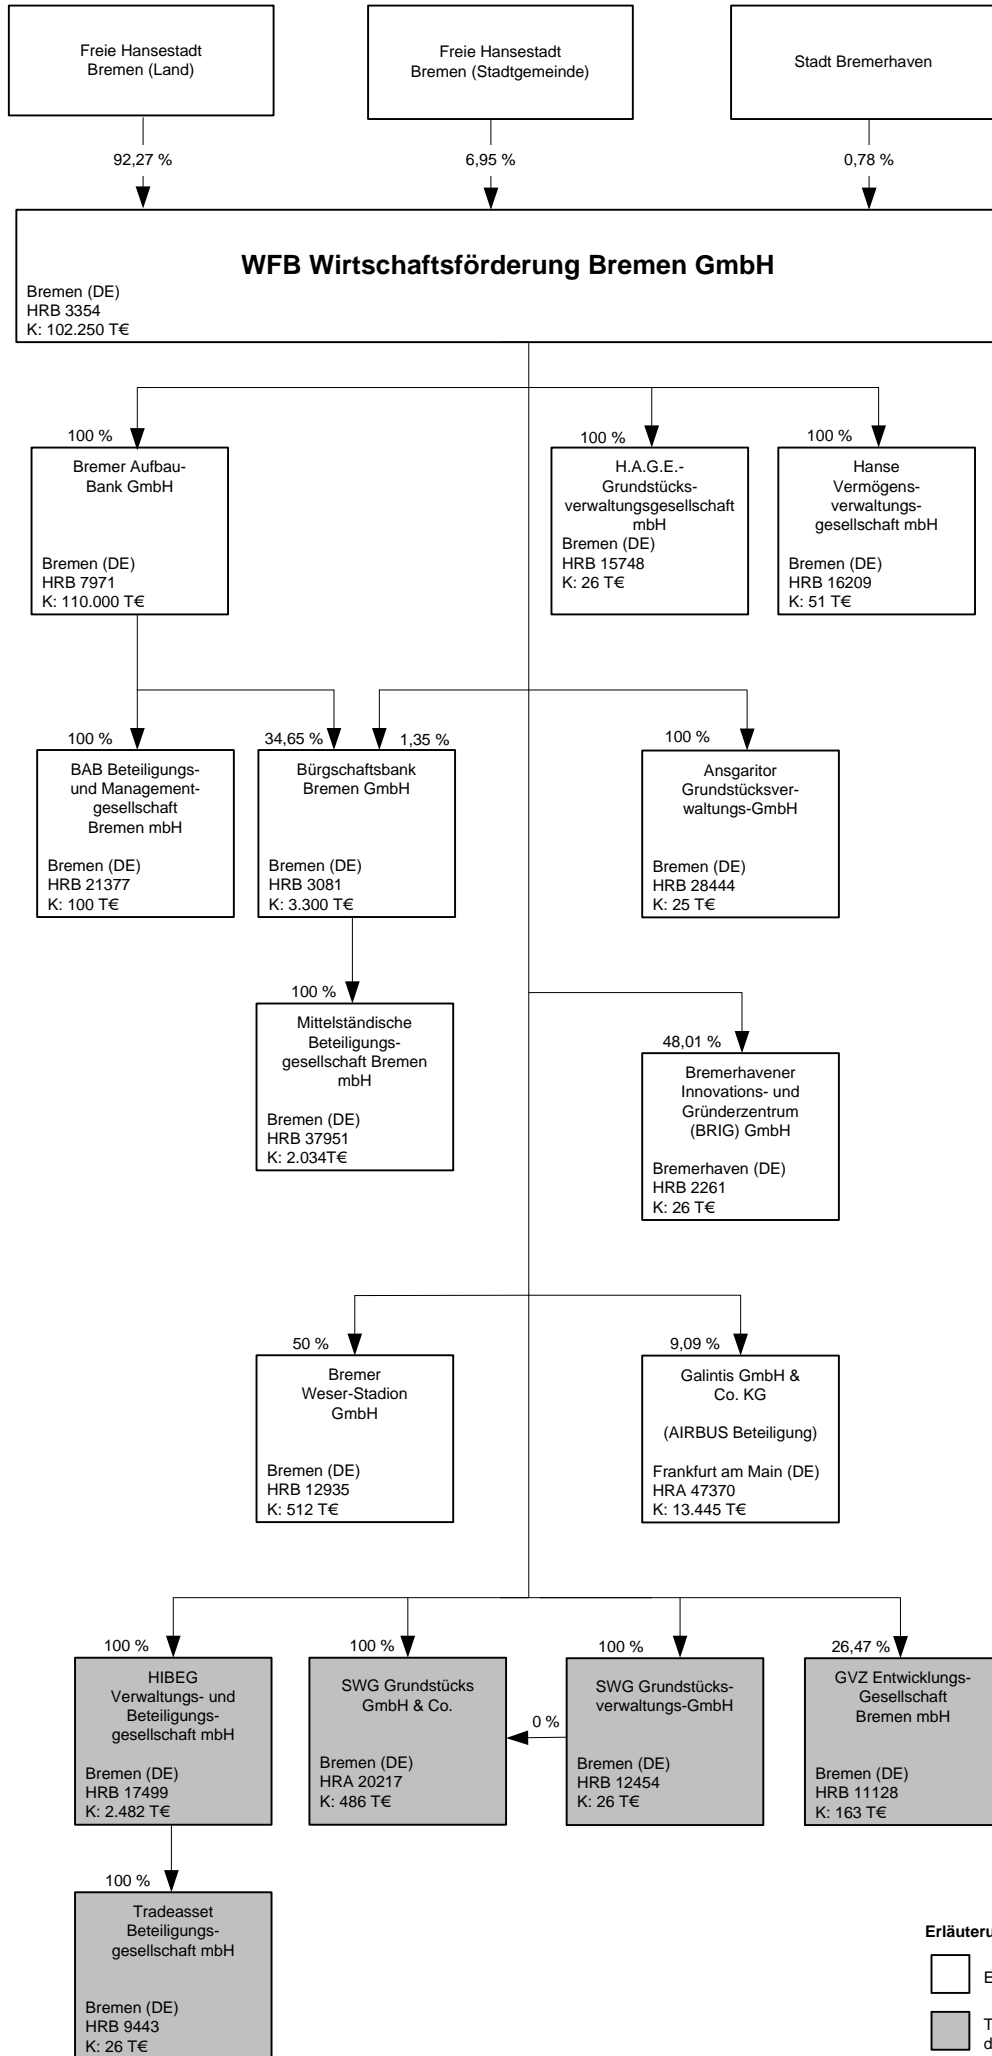 Freie Hansestadt
Bremen (Land)
Freie Hansestadt
Bremen (Stadtgemeinde)
Stadt Bremerhaven
92,27 %
6,95 %
0,78 %
WFB Wirtschaftsförderung Bremen GmbH
Bremen (DE)
HRB 3354
K: 102.250 T€
100 %
Bremer Aufbau-
Bank GmbH
Bremen (DE)
HRB 7971
K: 110.000 T€
100 %
H.A.G.E.-
Grundstücks-
verwaltungsgesellschaft
mbH
Bremen (DE)
HRB 15748
K: 26 T€
100 %
Hanse
Vermögens-
verwaltungs-
gesellschaft mbH
Bremen (DE)
HRB 16209
K: 51 T€
100 %
BAB Beteiligungs-
und Management-
gesellschaft
Bremen mbH
Bremen (DE)
HRB 21377
K: 100 T€
34,65 %
1,35 %
Bürgschaftsbank
Bremen GmbH
Bremen (DE)
HRB 3081
K: 3.300 T€
100 %
Ansgaritor
Grundstücksver-
waltungs-GmbH
Bremen (DE)
HRB 28444
K: 25 T€
100 %
Mittelständische
Beteiligungs-
gesellschaft Bremen
mbH
Bremen (DE)
HRB 37951
K: 2.034T€
48,01 %
Bremerhavener
Innovations- und
Gründerzentrum
(BRIG) GmbH
Bremerhaven (DE)
HRB 2261
K: 26 T€
50 %
Bremer
Weser-Stadion
GmbH
Bremen (DE)
HRB 12935
K: 512 T€
9,09 %
Galintis GmbH &
Co. KG
(AIRBUS Beteiligung)
Frankfurt am Main (DE)
HRA 47370
K: 13.445 T€
100 %
HIBEG
Verwaltungs- und
Beteiligungs-
gesellschaft mbH
Bremen (DE)
HRB 17499
K: 2.482 T€
100 %
SWG Grundstücks
GmbH & Co.
Bremen (DE)
HRA 20217
K: 486 T€
0 %
100 %
SWG Grundstücks-
verwaltungs-GmbH
Bremen (DE)
HRB 12454
K: 26 T€
26,47 %
GVZ Entwicklungs-
Gesellschaft
Bremen mbH
Bremen (DE)
HRB 11128
K: 163 T€
100 %
Tradeasset
Beteiligungs-
gesellschaft mbH
Bremen (DE)
HRB 9443
K: 26 T€